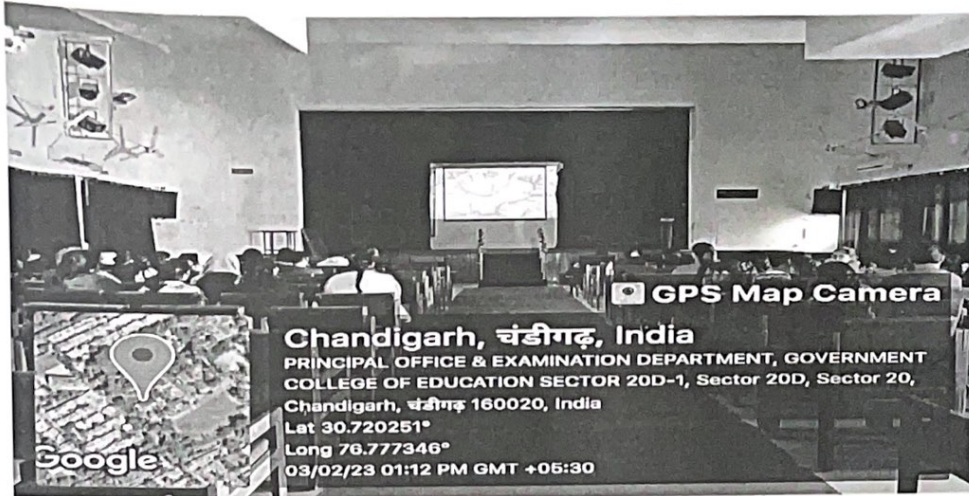 GPS Map Camera
Chandigarh, चंडीगढ़, India
PRINCIPAL OFFICE & EXAMINATION DEPARTMENT, GOVERNMENT
COLLEGE OF EDUCATION SECTOR 20D-1, Sector 20D, Sector 20,
Chandigarh, चंडीगढ़ 160020, India
Lat 30.720251°
Long 76.777346°
03/02/23 01:12 PM GMT +05:30
Google